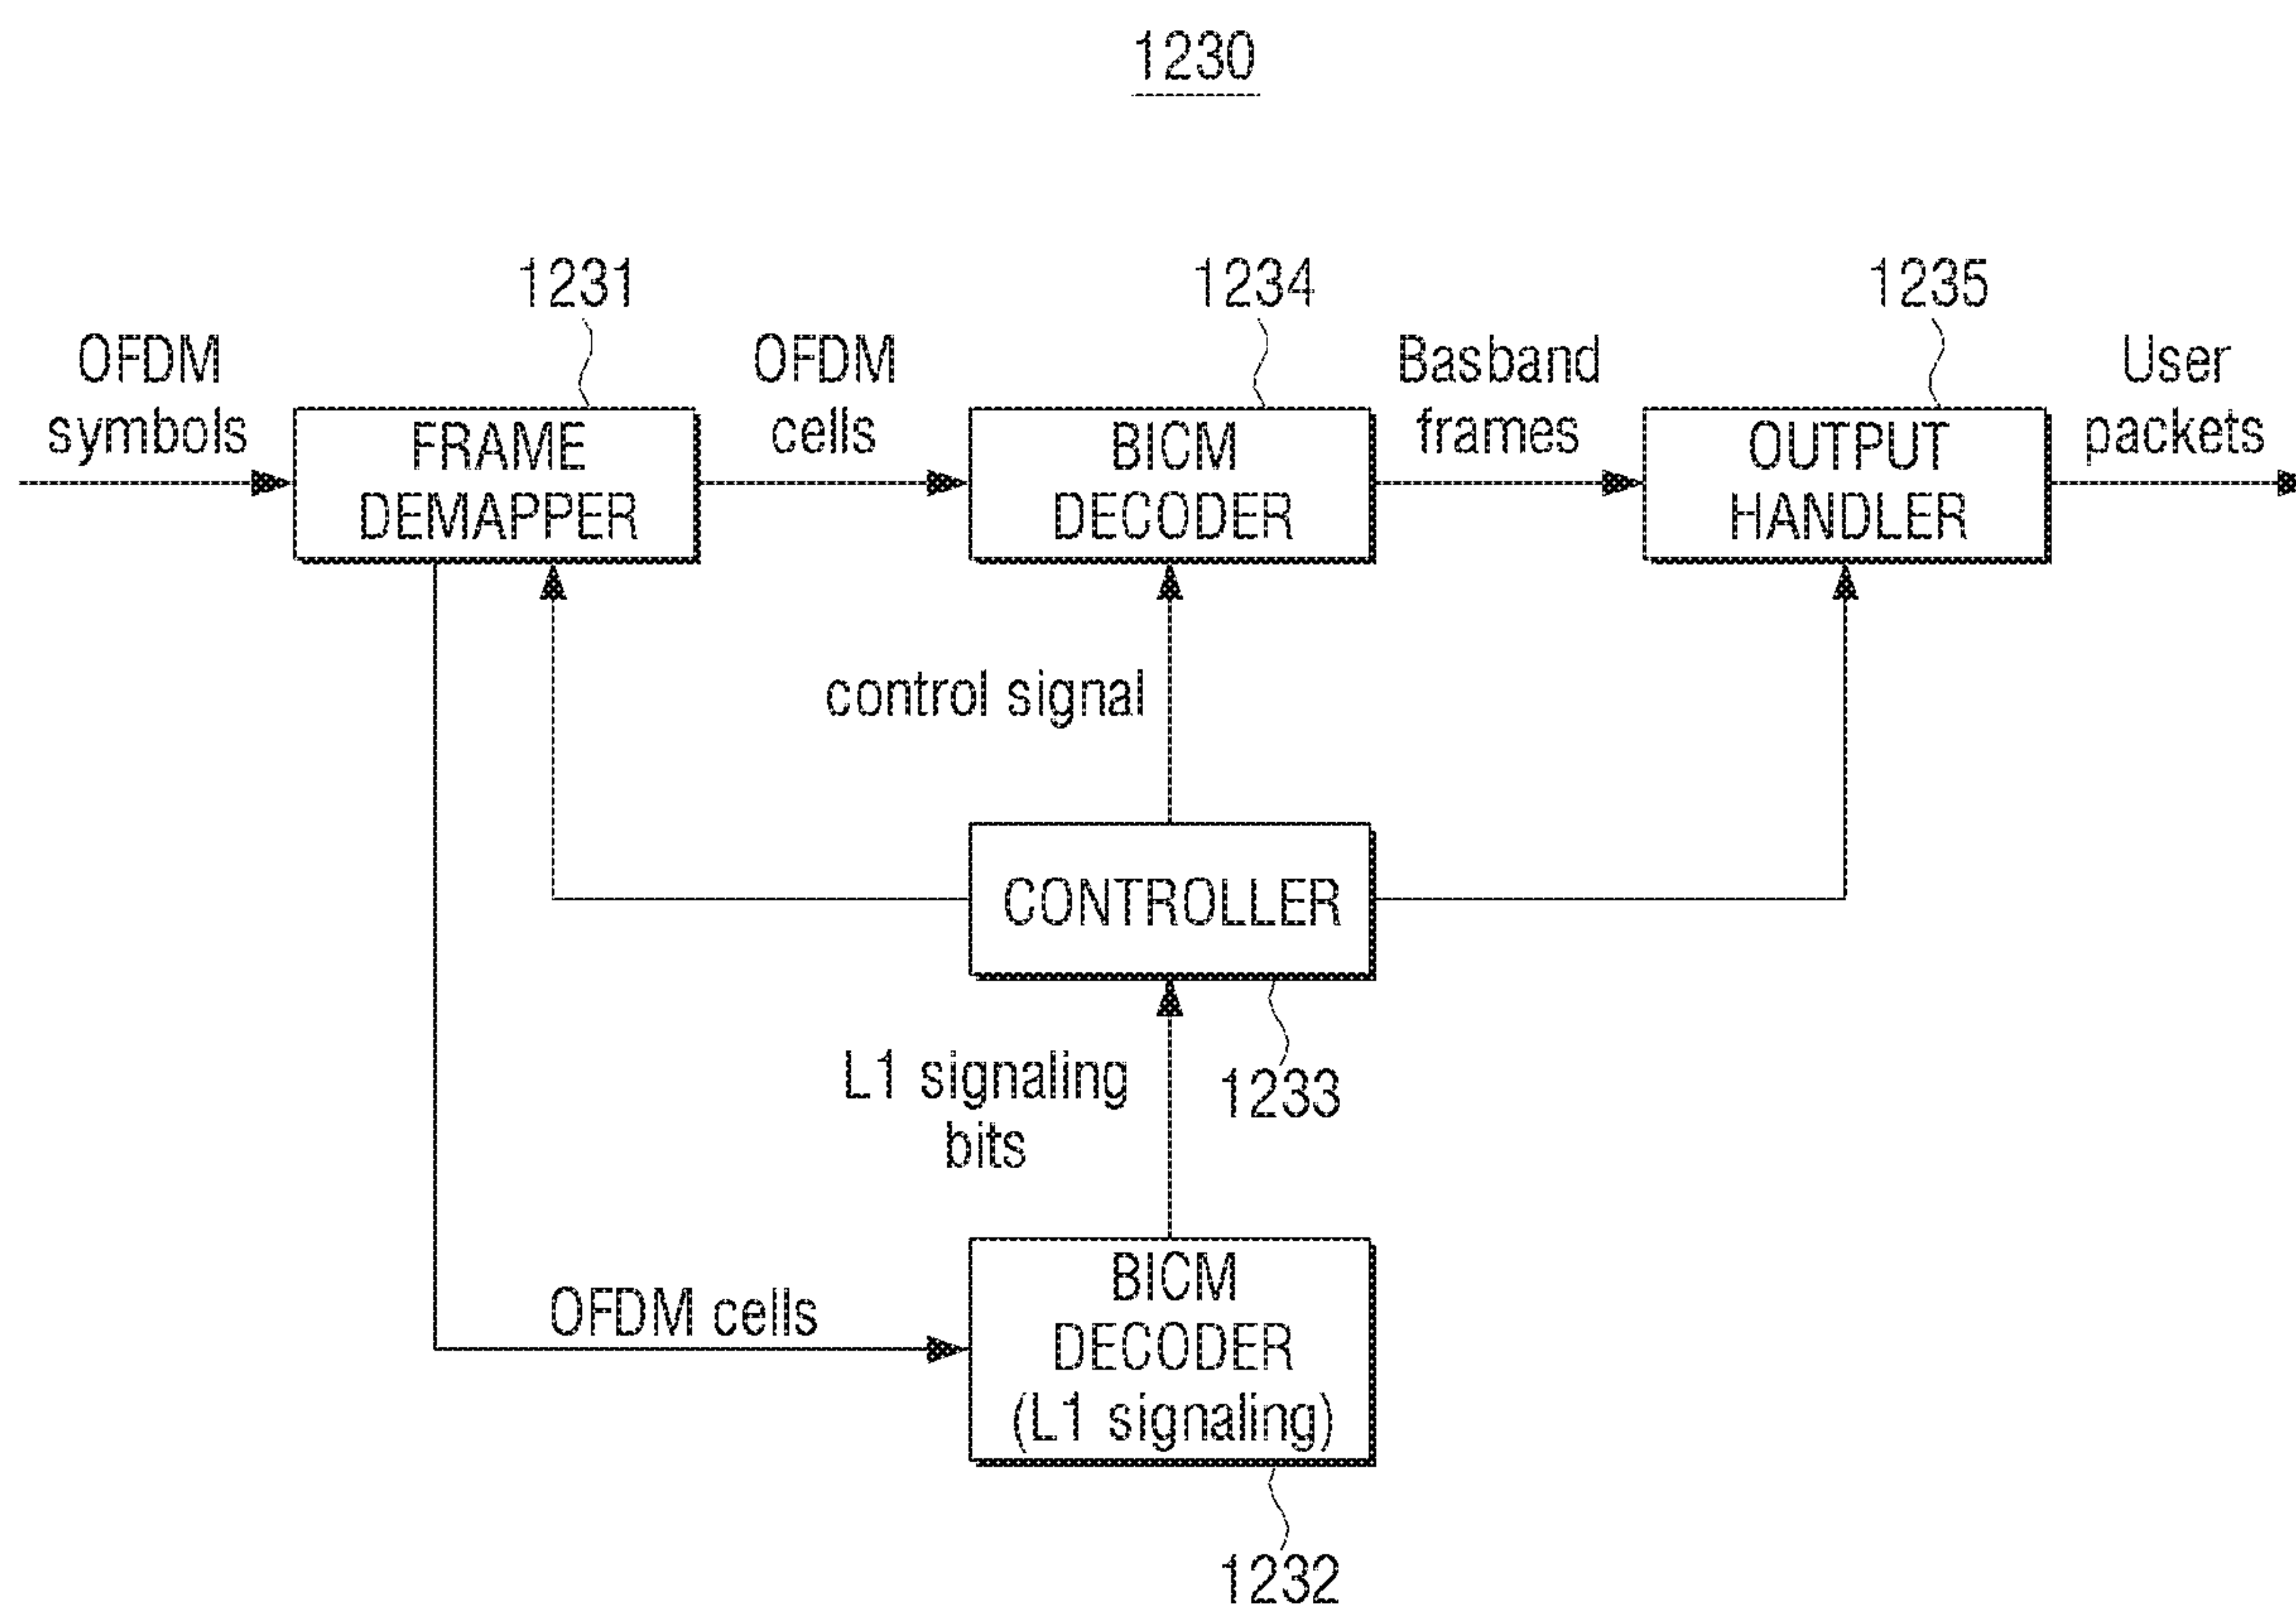 1230
1231
1234
1235
OFDM
symbols
FRAME
DEMAPPER
OFDM
cells
BICM
DECODER
Basband
frames
OUTPUT
HANDLER
User
packets
control signal
CONTROLLER
1233
L1 signaling
bits
OFDM cells
BICM
DECODER
(L1 signaling)
1232